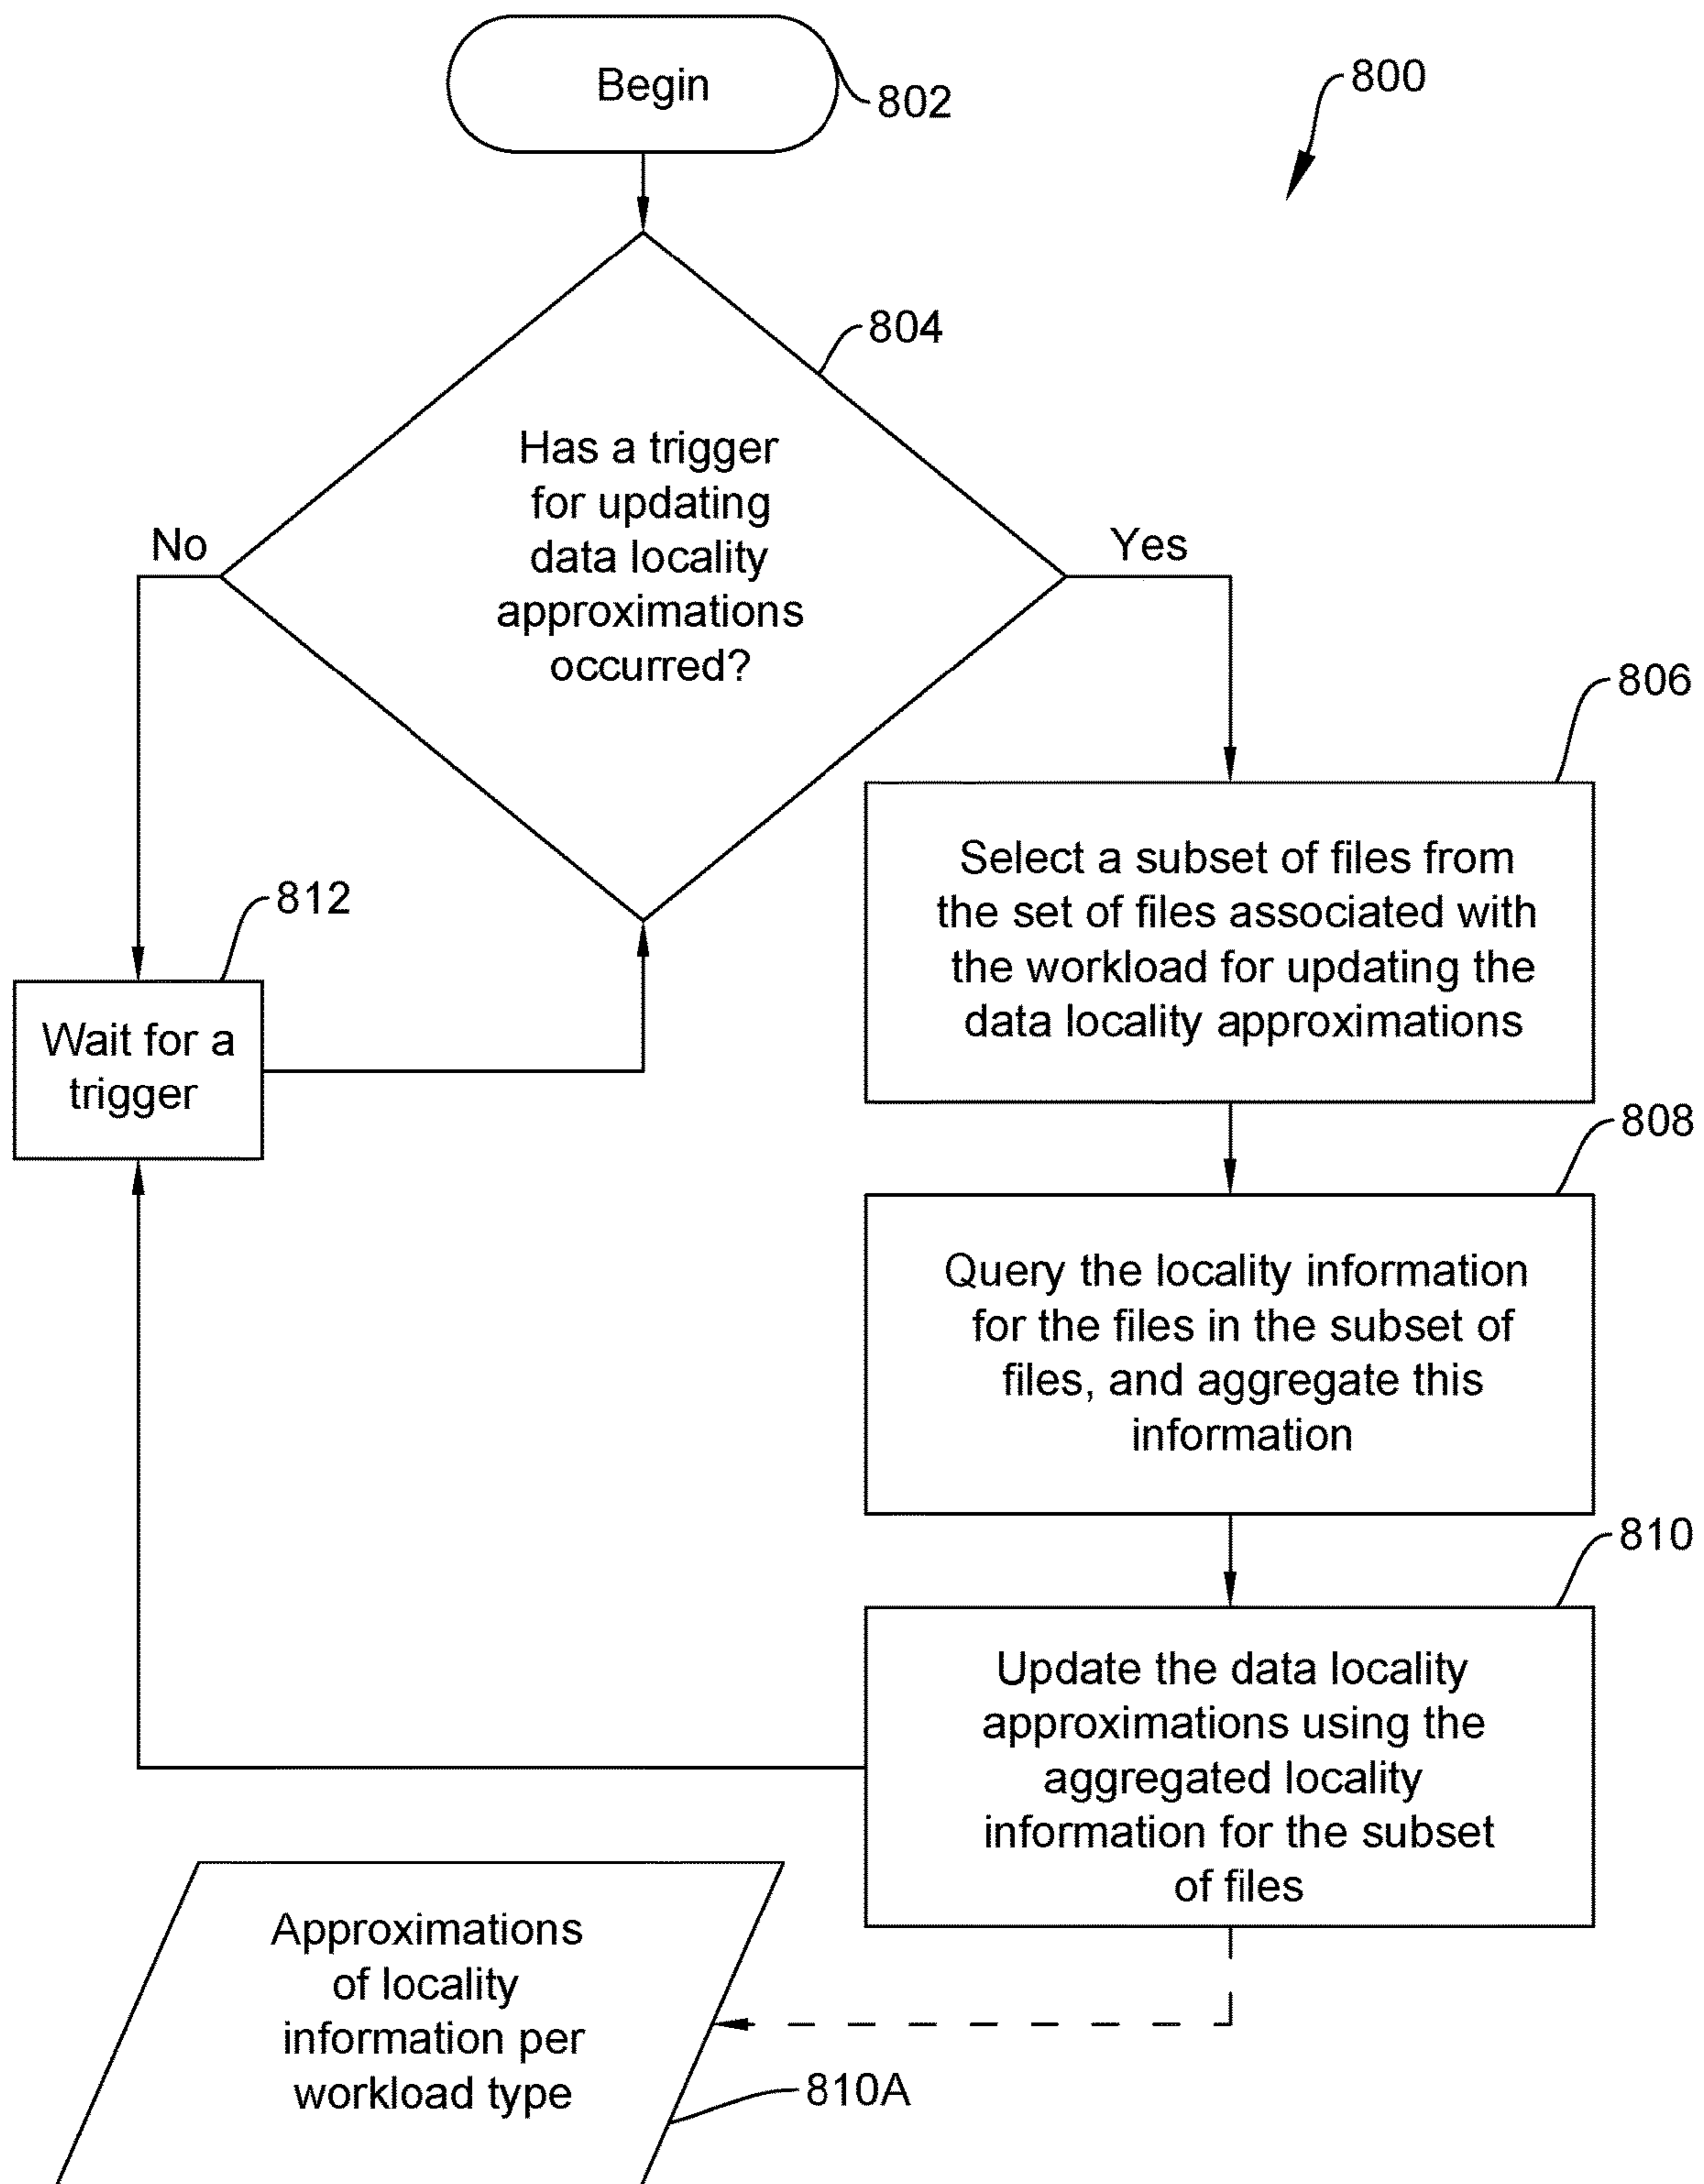 Begin
802
800
804
Has a trigger
for updating
data locality
approximations
occurred?
No
Yes
806
Select a subset of files from
the set of files associated with
the workload for updating the
data locality approximations
812
Wait for a
trigger
808
Query the locality information
for the files in the subset of
files, and aggregate this
information
810
Update the data locality
approximations using the
aggregated locality
information for the subset
of files
Approximations
of locality
information per
workload type
810A